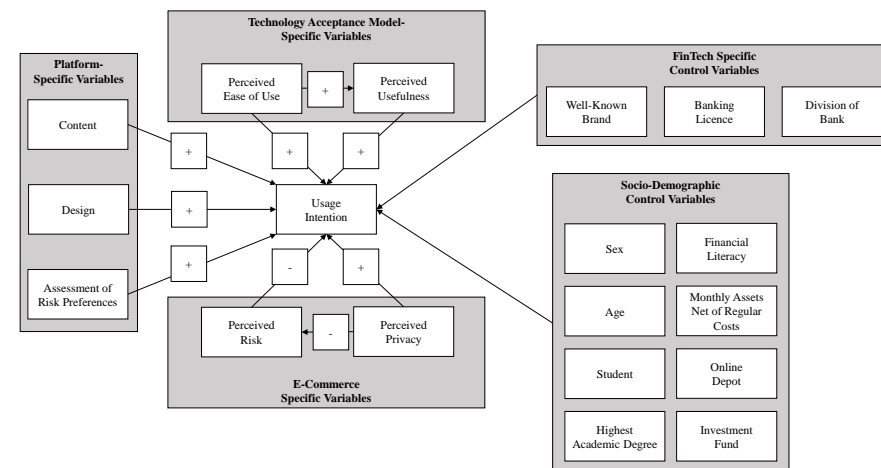 Technology Acceptance Model-
Specific Variables
Perceived
Ease of Use
+
Perceived
Usefulness
Platform-
Specific Variables
Content
Design
Assessment of
Risk Preferences
+
+
+
+
+
Usage
Intention
-
+
Perceived
Risk
-
Perceived
Privacy
E-Commerce
Specific Variables
FinTech Specific
Control Variables
Well-Known
Brand
Banking
Licence
Division of
Bank
Socio-Demographic
Control Variables
Sex
Financial
Literacy
Age
Monthly Assets
Net of Regular
Costs
Student
Online
Depot
Highest
Academic Degree
Investment
Fund